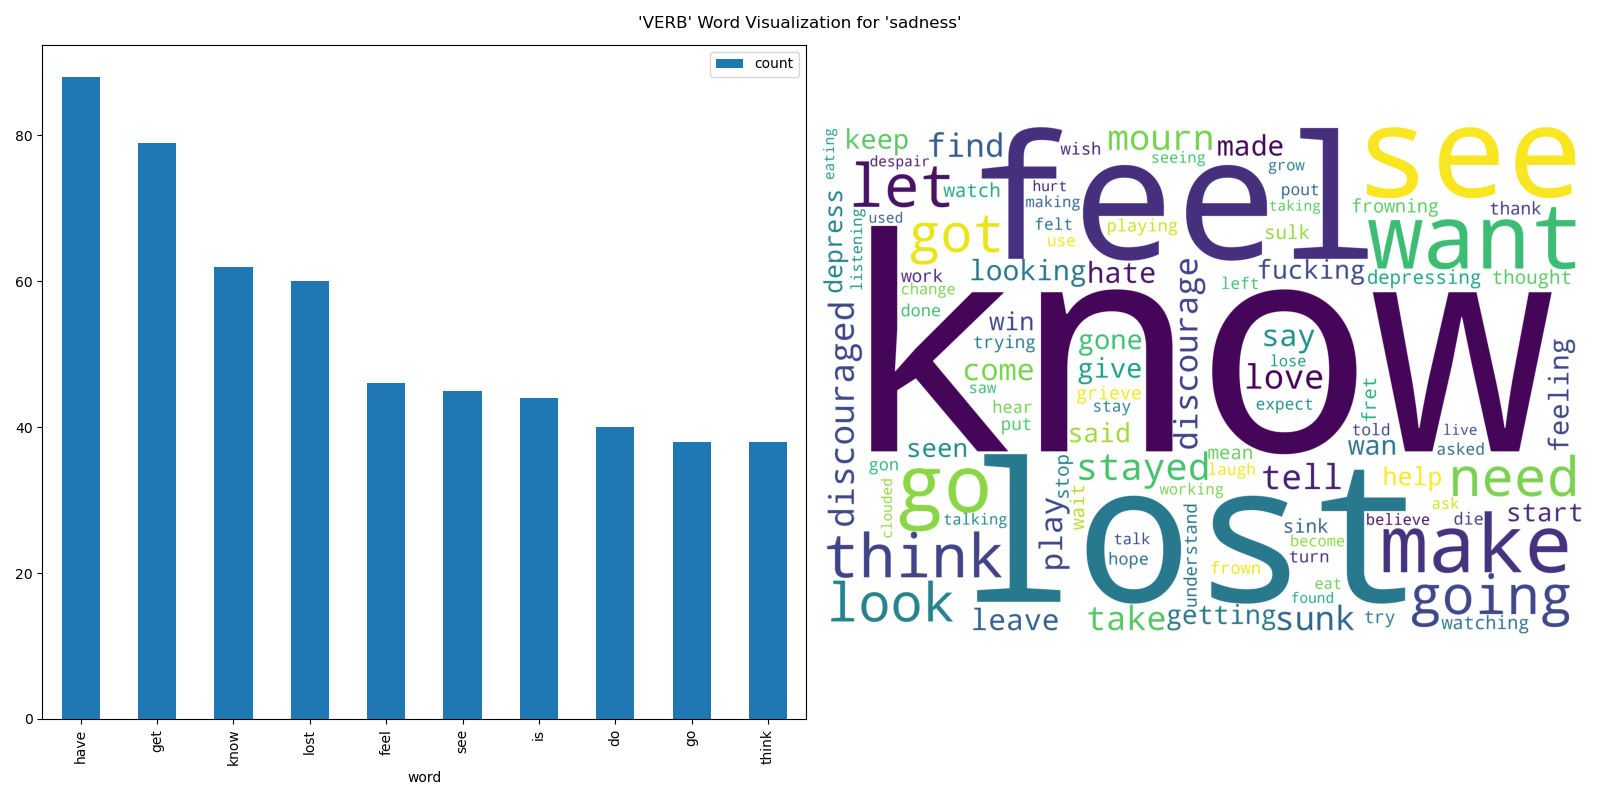 'VERB' Word Visualization for 'sadness'
count
80
60
40
20
0
have
get
know
lost
feel
see
is
do
go
think
word
eating
keep
find
feel
wish
mourn
seeing
made
see
despair
let
watch
hurt
making
grow
pout
taking
frowning
thank
used
got
felt
use
playing
sulk
want
depress
listening
looking
hate
fucking
depressing
thought
work
change
done
left
know
discouraged
win
trying
gone
discourage
say
lose
love
expect
come
saw
give
grieve
stay
hear
put
said
fret
feeling
told
wan
live
asked
seen
gon
go
clouded
talking
lost
stop
stayed
mean
laugh
working
tell
help
need
wait
play
ask
believe
die
start
think
talk
hope
understand
sink
become
turn
frown
make
eat
found
look
leave
take
getting
sunk
try
going
watching